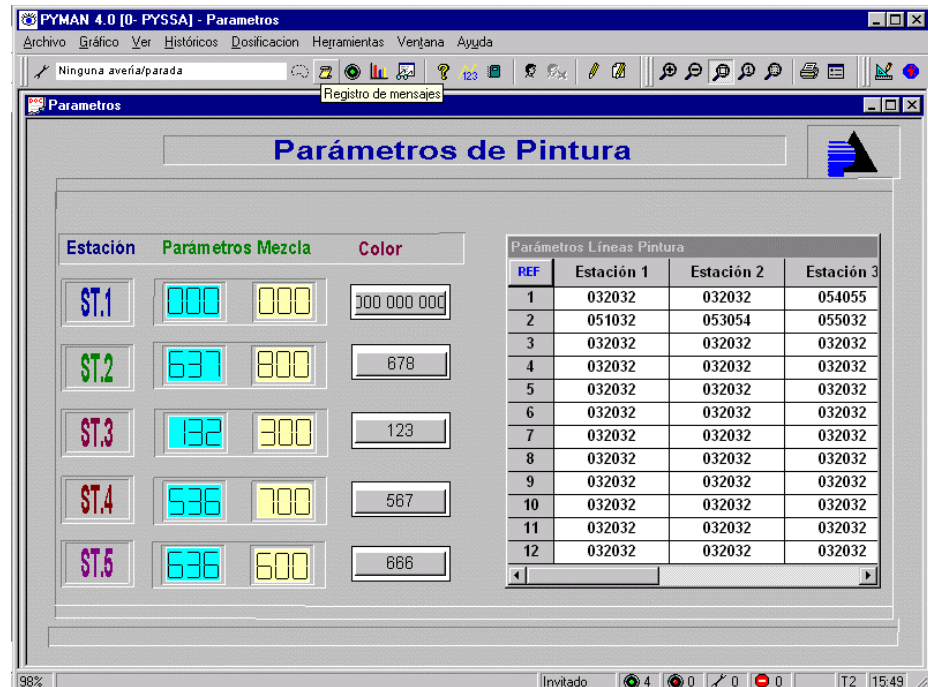 PYMAN 4.0 [0- PYSSA] - Parametros
Archivo Gráfico Ver Históricos Dosificacion Herramientas Ventana Ayuda
Ninguna avería/parada
123
Registro de mensajes
DOC Parametros
Parámetros de Pintura
Estación Parámetros Mezcla Color
ST.1 000 000 000 000 000
ST.2 637 800 678
ST.3 132 300 123
ST.4 536 700 567
ST.5 636 600 666
Parámetros Líneas Pintura
REF Estación 1 Estación 2 Estación 3
1 032032 032032 054055
2 051032 053054 055032
3 032032 032032 032032
4 032032 032032 032032
5 032032 032032 032032
6 032032 032032 032032
7 032032 032032 032032
8 032032 032032 032032
9 032032 032032 032032
10 032032 032032 032032
11 032032 032032 032032
12 032032 032032 032032
98% Invitado 4 0 0 0 T2 15:49